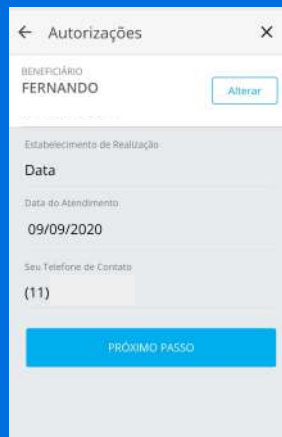 Autorizações
BENEFICIÁRIO
FERNANDO
Alterar
Estabelecimento de Realização
Data
Data do Atendimento
09/09/2020
Seu Telefone de Contato
(11)
PRÓXIMO PASSO